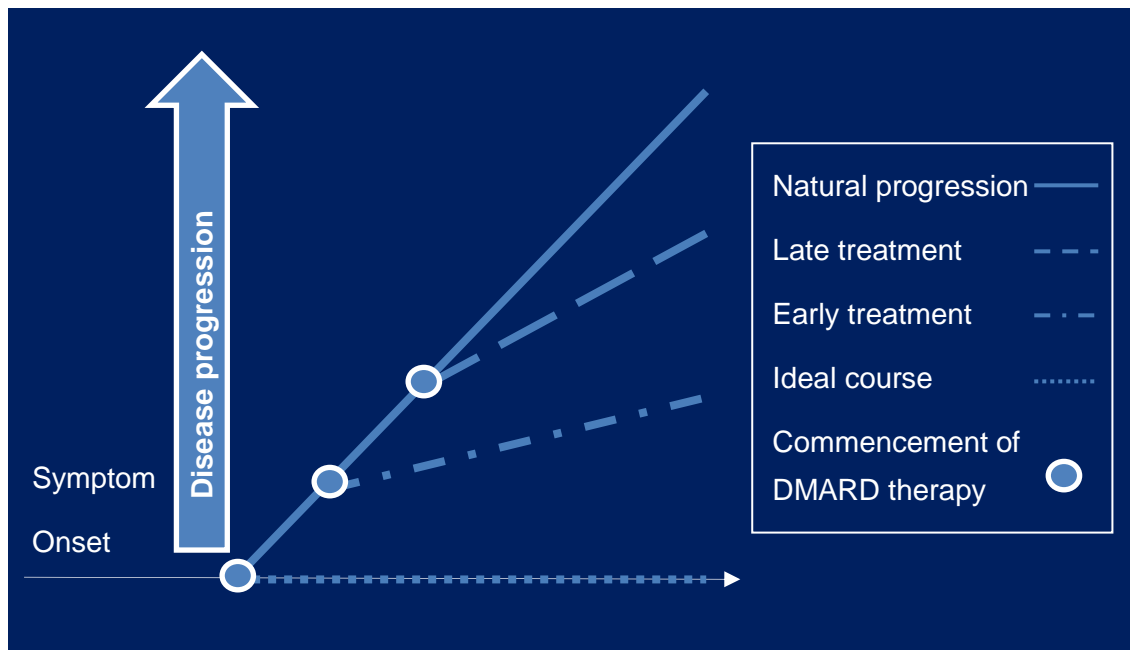 Disease progression
Symptom
Onset
Natural progression
Late treatment
Early treatment
Ideal course
Commencement of
DMARD therapy